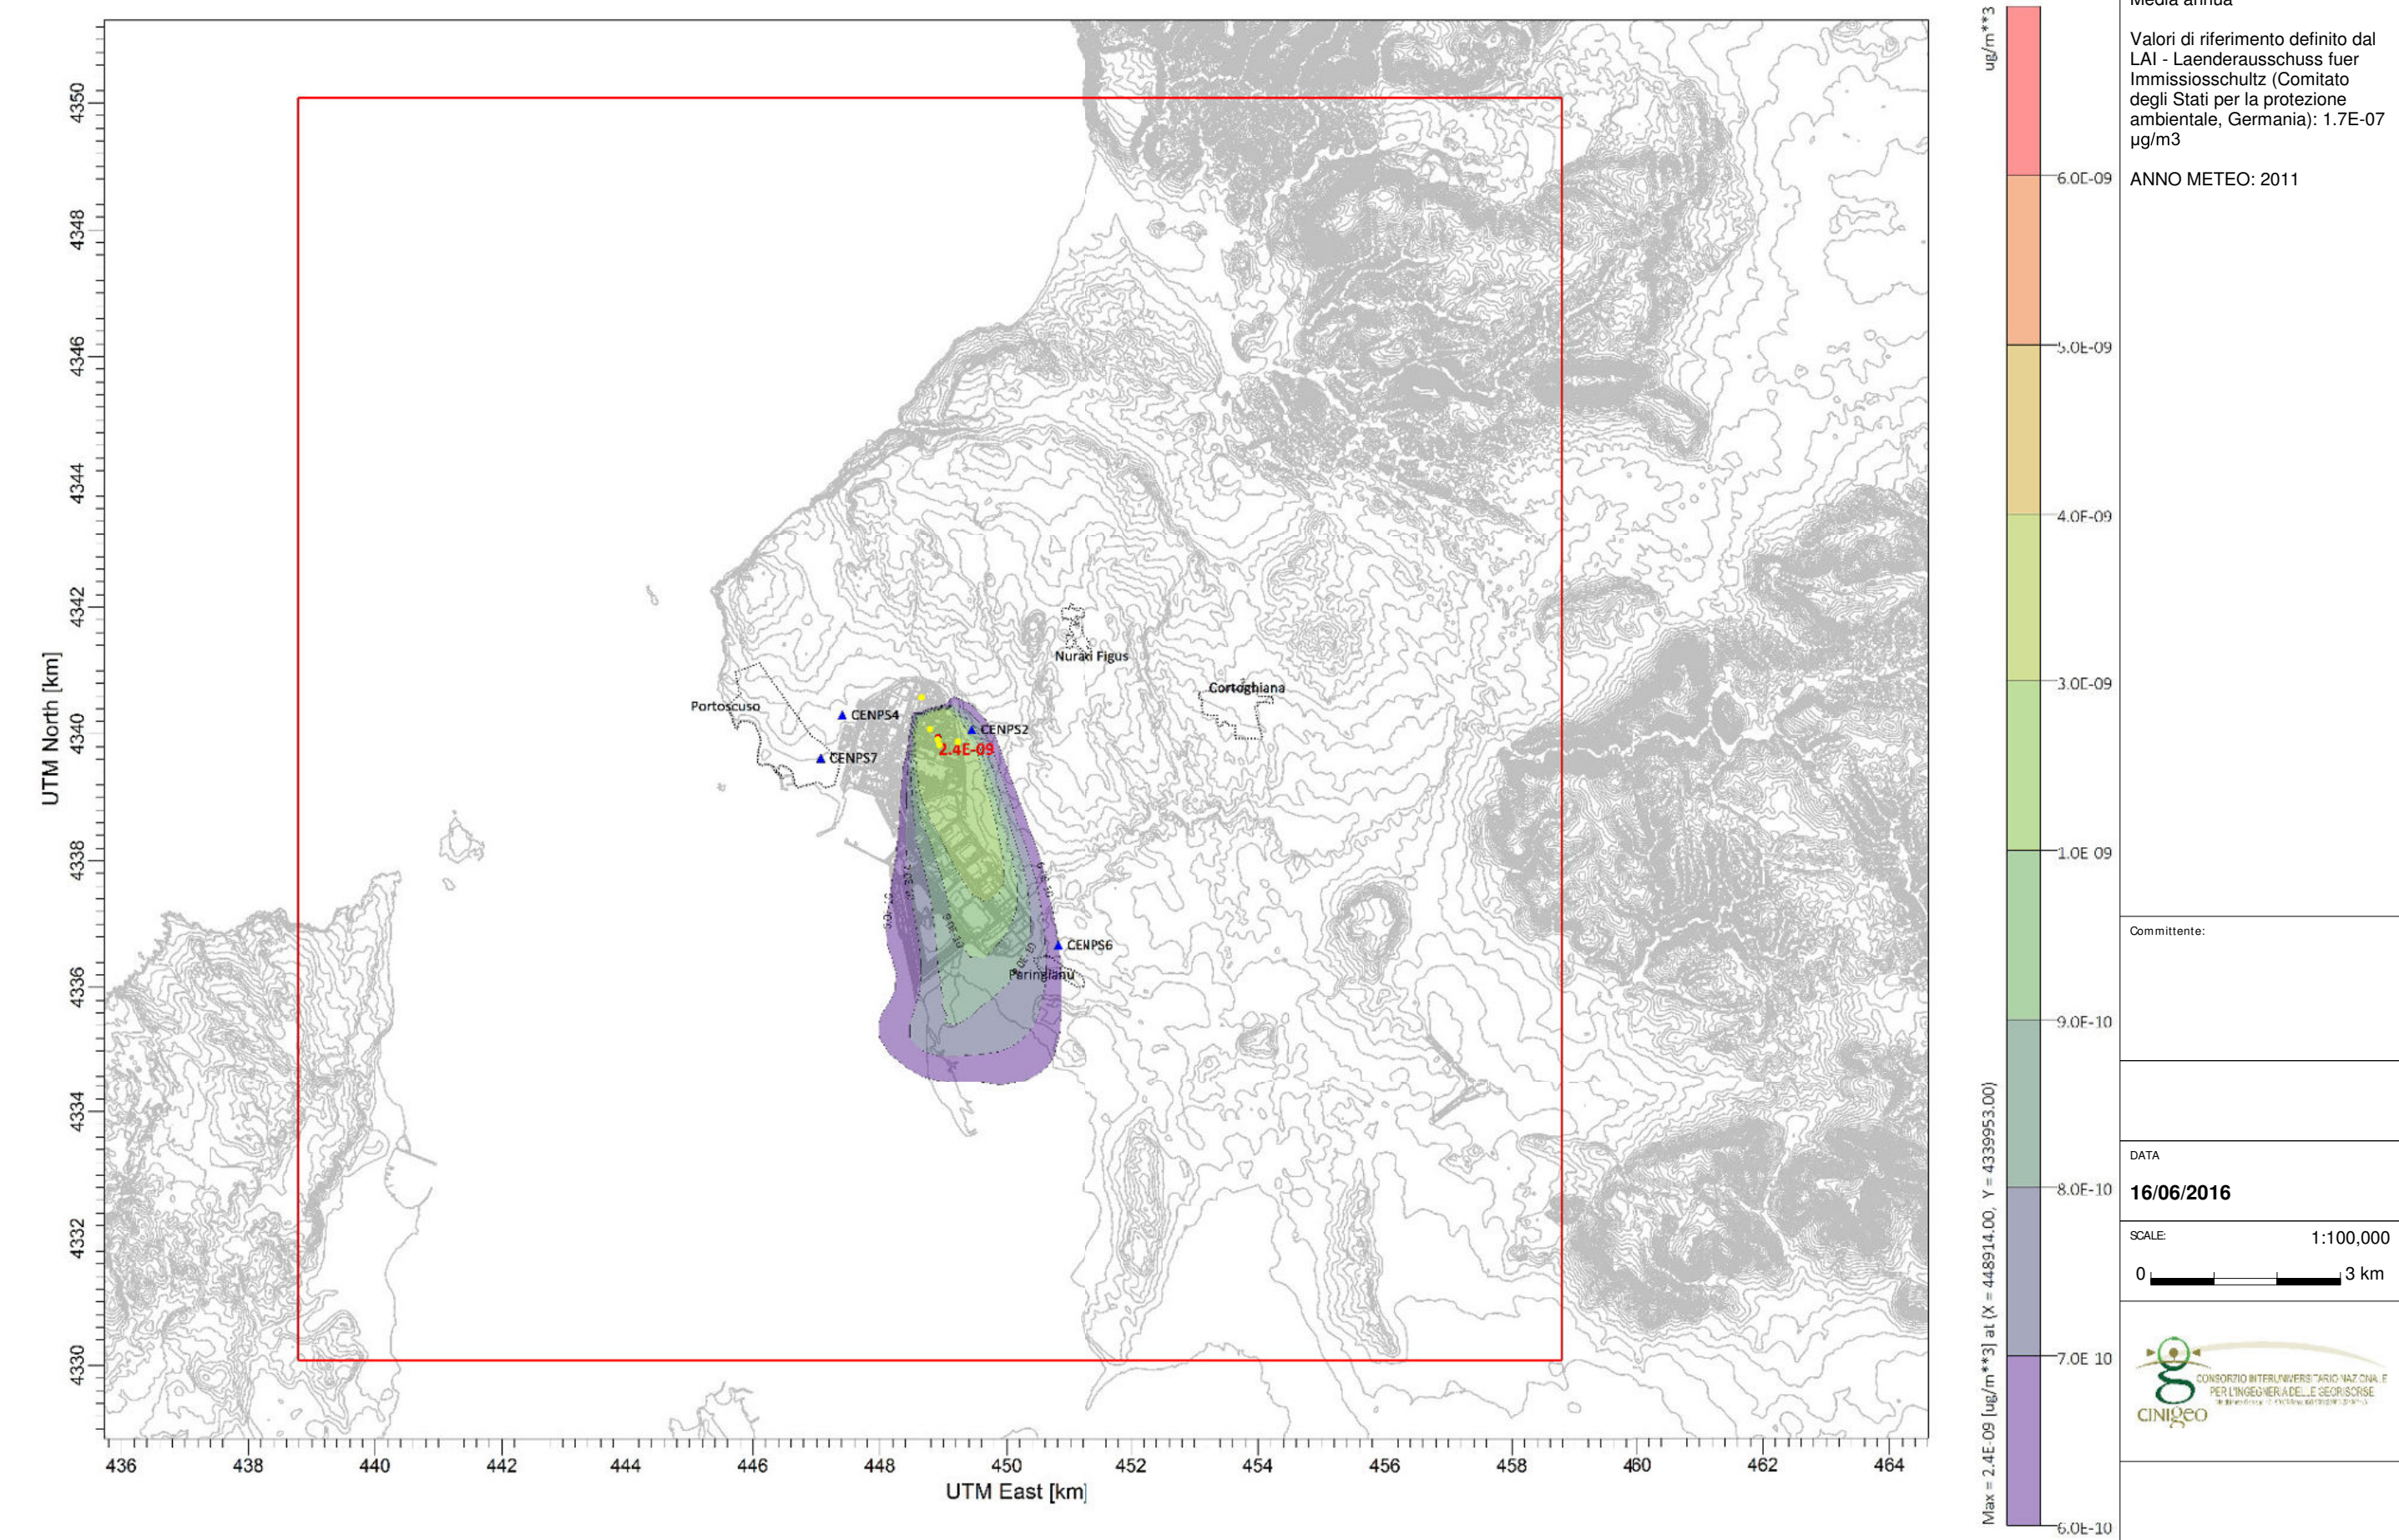 Media annua
Valori di riferimento definito dal
LAI - Laenderausschuss fuer
Immissiosschultz (Comitato
degli Stati per la protezione
ambientale, Germania): 1.7E-07
µg/m3
ANNO METEO: 2011
ug/m**3
6.0E-09
5.0E-09
4.0E-09
3.0E-09
1.0E 09
9.0E-10
8.0E-10
7.0E 10
6.0E-10
Max = 2.4E-09 [ug/m**3] at (X = 448914.00, Y = 4339953.00)
UTM North [km]
4350
4348
4346
4344
4342
4340
4338
4336
4334
4332
4330
Nuraxi Figus
Cortoghiana
Portoscuso
CENPS4
CENPS2
2.4E-09
CENPS7
CENPS6
Paringianu
436
438
440
442
444
446
448
450
452
454
456
458
460
462
464
UTM East [km]
Committente:
DATA
16/06/2016
SCALE:
1:100,000
0
3 km
CONSORZIO INTERUNIVERSITARIO NAZIONALE
PER L'INGEGNERIA DELLE GEORISORSE
CINIGEO